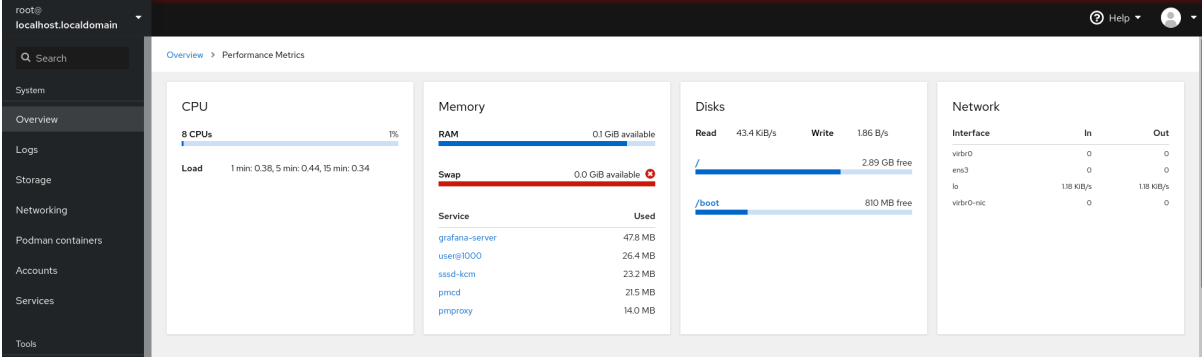 root@
localhost.localdomain
Help
Search
Overview > Performance Metrics
System
Overview
Logs
Storage
Networking
Podman containers
Accounts
Services
Tools
CPU
8 CPUs 1%
Load 1 min: 0.38, 5 min: 0.44, 15 min: 0.34
Memory
RAM 0.1 GiB available
Swap 0.0 GiB available
Service Used
grafana-server 47.8 MB
user@1000 26.4 MB
sssd-kcm 23.2 MB
pmcd 21.5 MB
pmproxy 14.0 MB
Disks
Read 43.4 KiB/s Write 1.86 B/s
/ 2.89 GB free
/boot 810 MB free
Network
Interface In Out
virbr0 0 0
ens3 0 0
lo 1.18 KiB/s 1.18 KiB/s
virbr0-nic 0 0